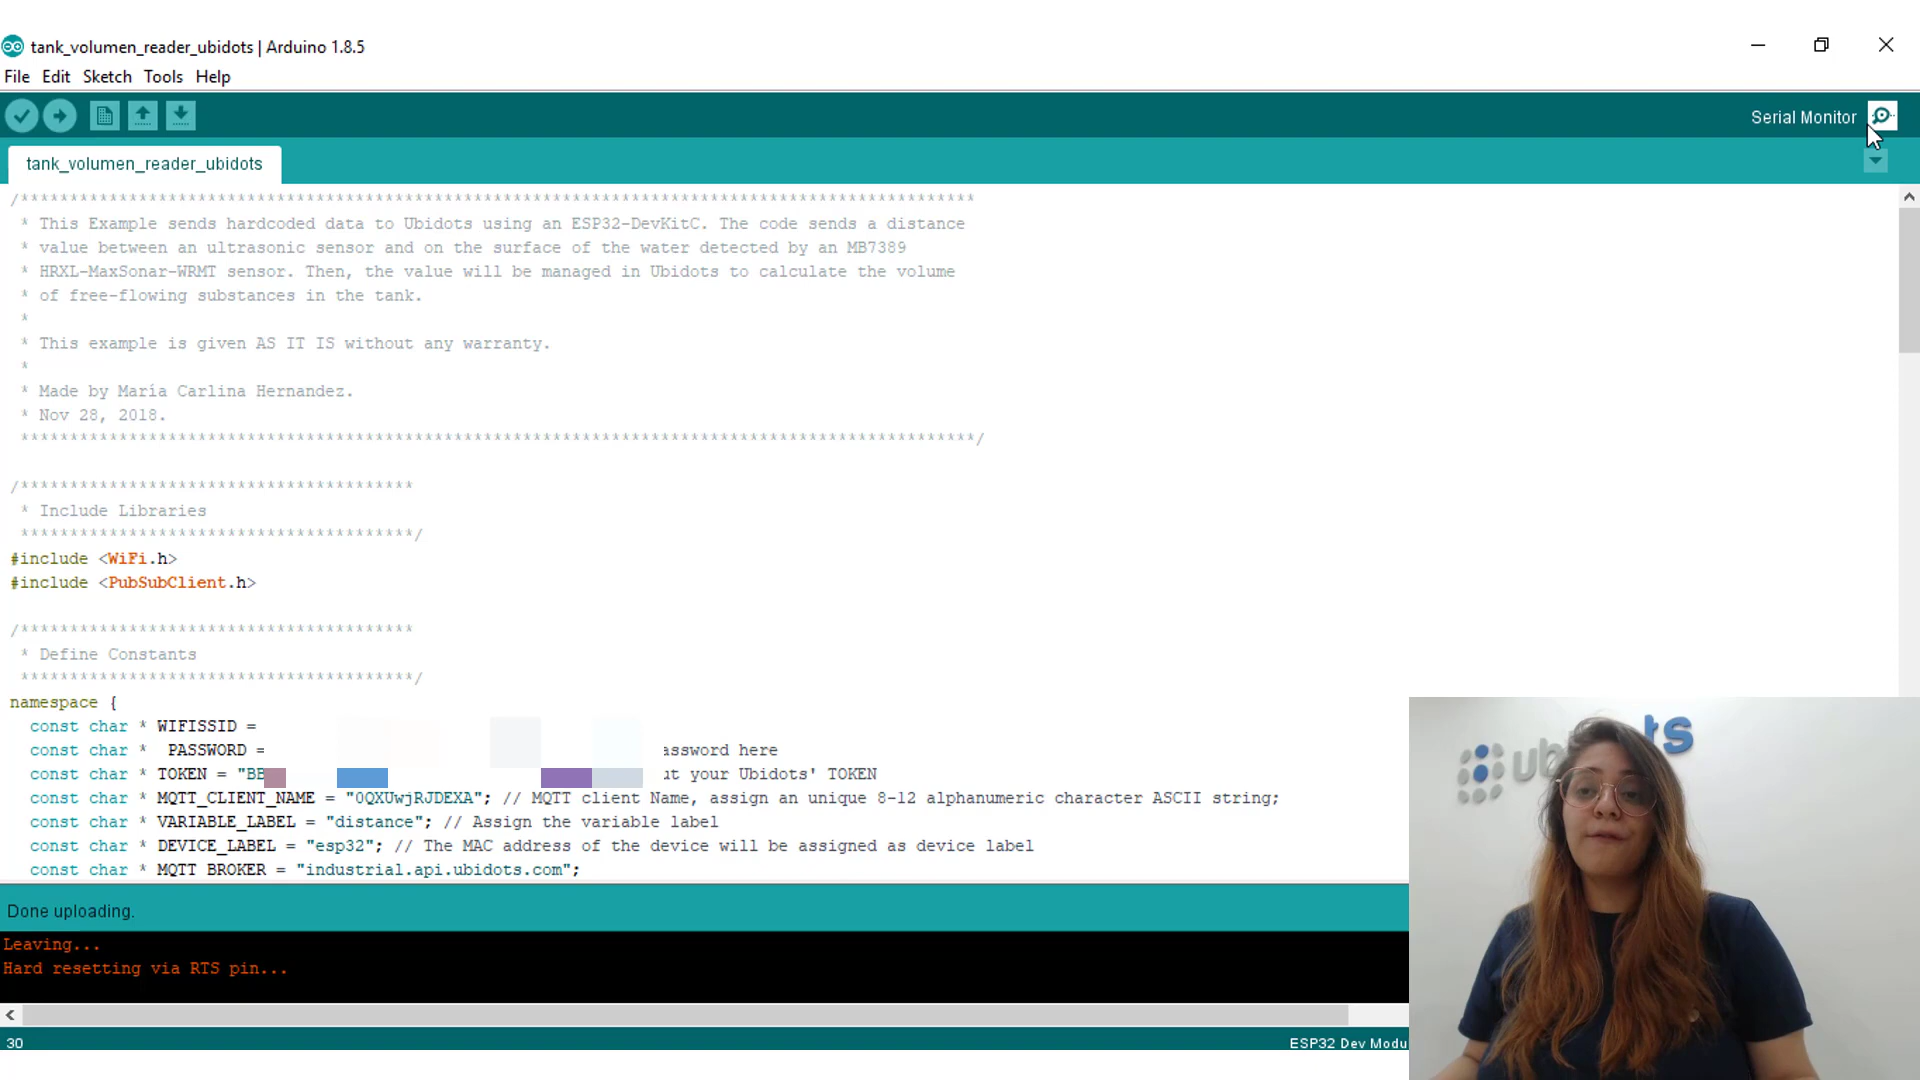 tank_volumen_reader_ubidots | Arduino 1.8.5
File Edit Sketch Tools Help
Serial Monitor
tank_volumen_reader_ubidots
/*************************************************************************************************
* This Example sends hardcoded data to Ubidots using an ESP32-DevKitC. The code sends a distance
* value between an ultrasonic sensor and on the surface of the water detected by an MB7389
* HRXL-MaxSonar-WRMT sensor. Then, the value will be managed in Ubidots to calculate the volume
* of free-flowing substances in the tank.
*
* This example is given AS IT IS without any warranty.
*
* Made by María Carlina Hernandez.
* Nov 28, 2018.
*************************************************************************************************/
/****************************************
* Include Libraries
****************************************/
#include <WiFi.h>
#include <PubSubClient.h>
/****************************************
* Define Constants
****************************************/
namespace {
const char * WIFISSID =
const char * PASSWORD = assword here
const char * TOKEN = "BB ut your Ubidots' TOKEN
const char * MQTT_CLIENT_NAME = "0QXUwjRJDEXA"; // MQTT client Name, assign an unique 8-12 alphanumeric character ASCII string;
const char * VARIABLE_LABEL = "distance"; // Assign the variable label
const char * DEVICE_LABEL = "esp32"; // The MAC address of the device will be assigned as device label
const char * MQTT_BROKER = "industrial.api.ubidots.com";
Done uploading.
Leaving...
Hard resetting via RTS pin...
30
ESP32 Dev Modu
ub ts